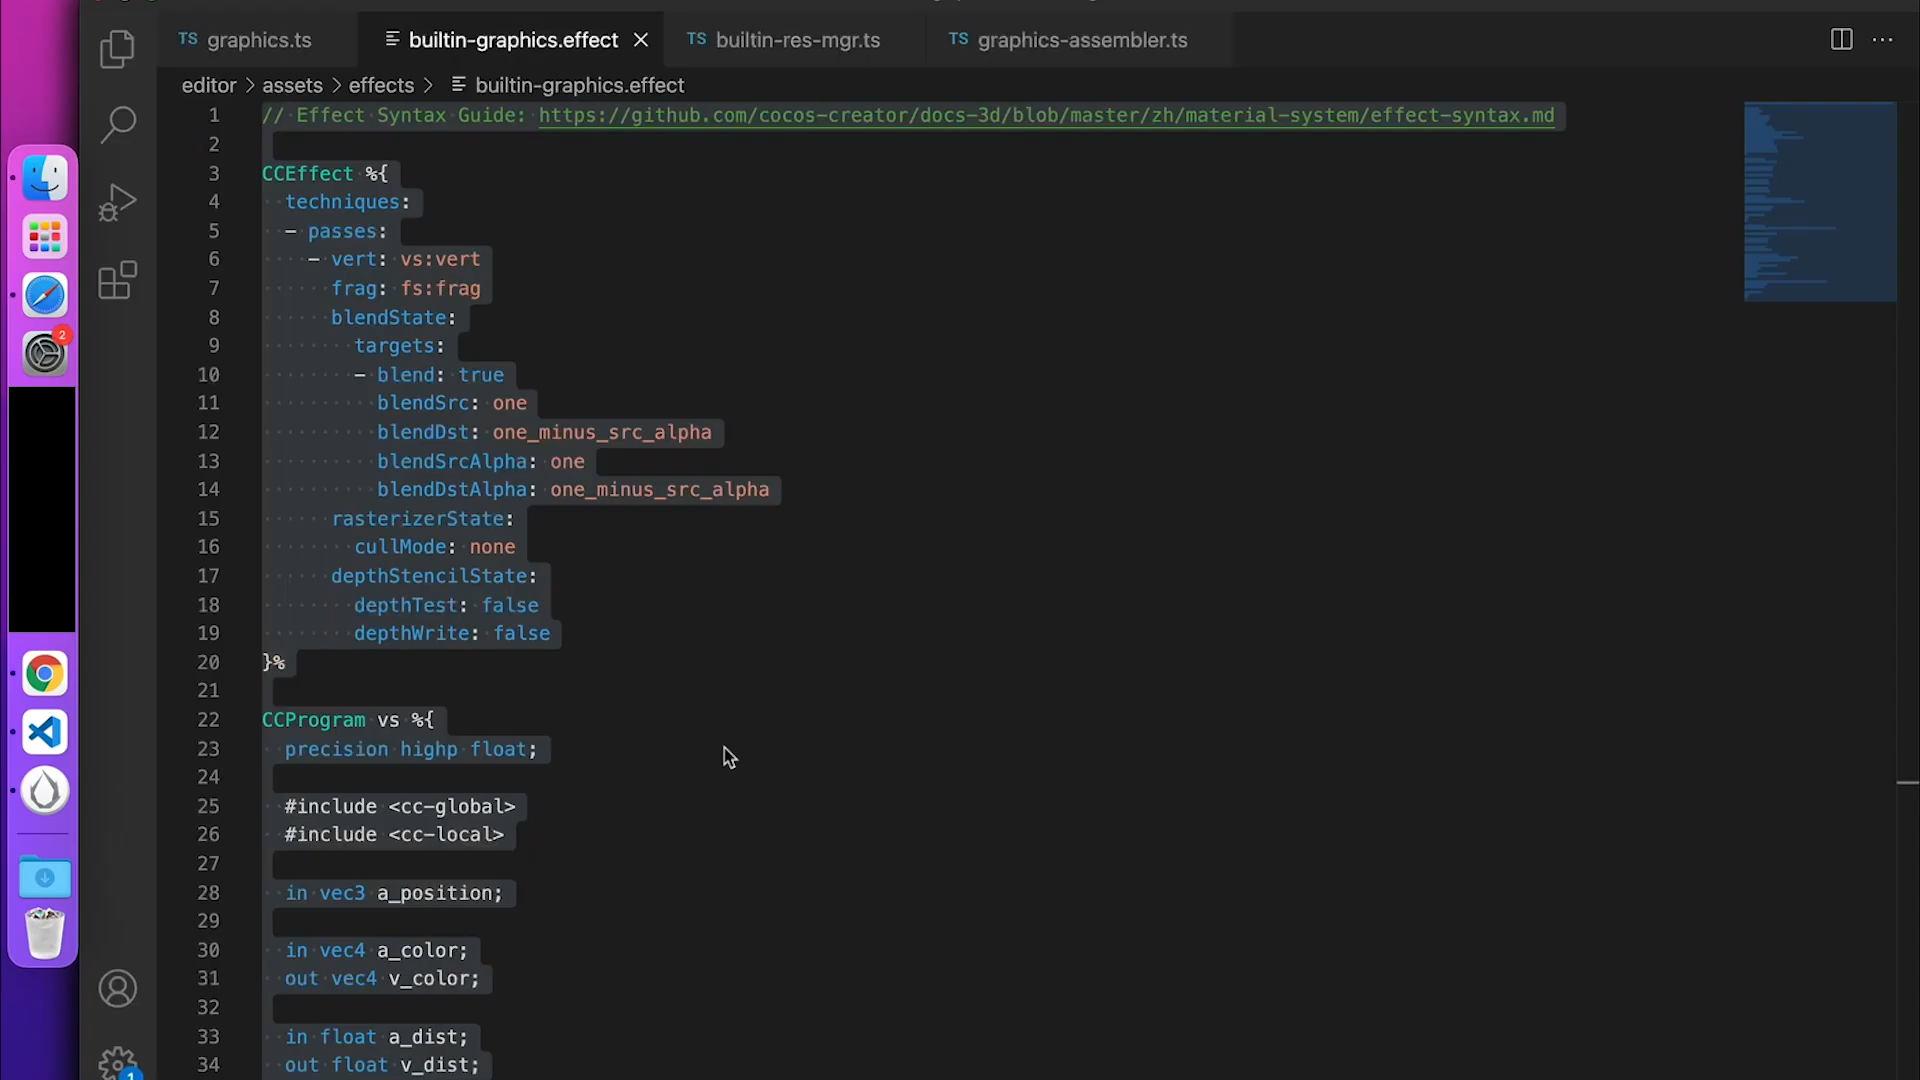 TS graphics.ts
builtin-graphics.effect
TS builtin-res-mgr.ts
TS graphics-assembler.ts
editor > assets > effects > builtin-graphics.effect
1 // Effect Syntax Guide: https://github.com/cocos-creator/docs-3d/blob/master/zh/material-system/effect-syntax.md
2
3 CCEffect %{
4 techniques:
5 - passes:
6 - vert: vs:vert
7 frag: fs:frag
8 blendState:
9 targets:
10 - blend: true
11 blendSrc: one
12 blendDst: one_minus_src_alpha
13 blendSrcAlpha: one
14 blendDstAlpha: one_minus_src_alpha
15 rasterizerState:
16 cullMode: none
17 depthStencilState:
18 depthTest: false
19 depthWrite: false
20 }%
21
22 CCProgram vs %{
23 precision highp float;
24
25 #include <cc-global>
26 #include <cc-local>
27
28 in vec3 a_position;
29
30 in vec4 a_color;
31 out vec4 v_color;
32
33 in float a_dist;
34 out float v_dist;
2
1